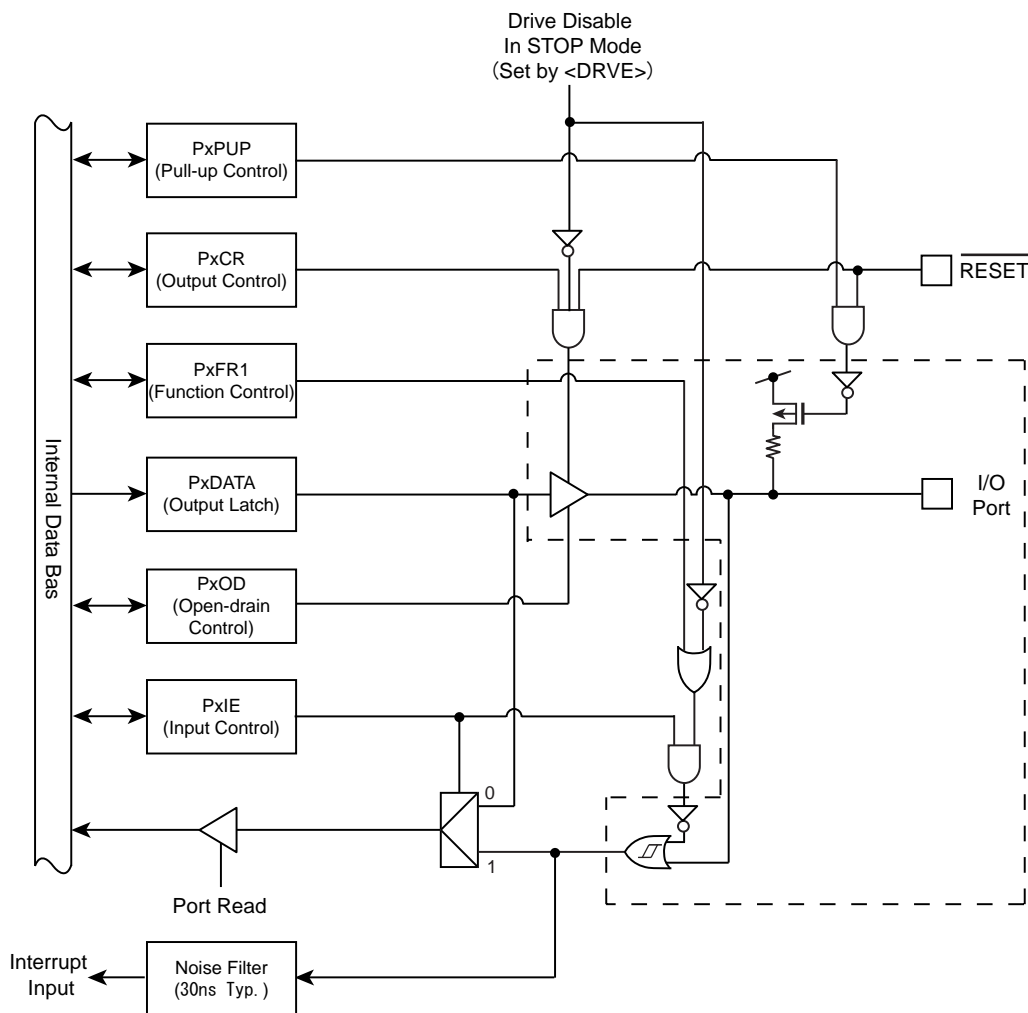 Drive Disable
In STOP Mode
(Set by <DRVE>)
PxPUP
(Pull-up Control)
PxCR
(Output Control)
RESET
PxFR1
(Function Control)
Internal Data Bas
PxDATA
(Output Latch)
I/O
Port
PxOD
(Open-drain
Control)
PxIE
(Input Control)
0
1
Port Read
Interrupt
Input
Noise Filter
(30ns Typ.)